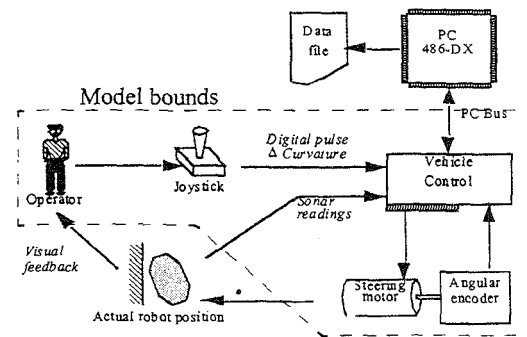 Data
file
PC
486-DX
Model bounds
PC Bus
Digital pulse
Δ Curvature
Vehicle
Control
Joystick
Operator
Sonar
readings
Visual
feedback
Steering
motor
Angular
encoder
Actual robot position